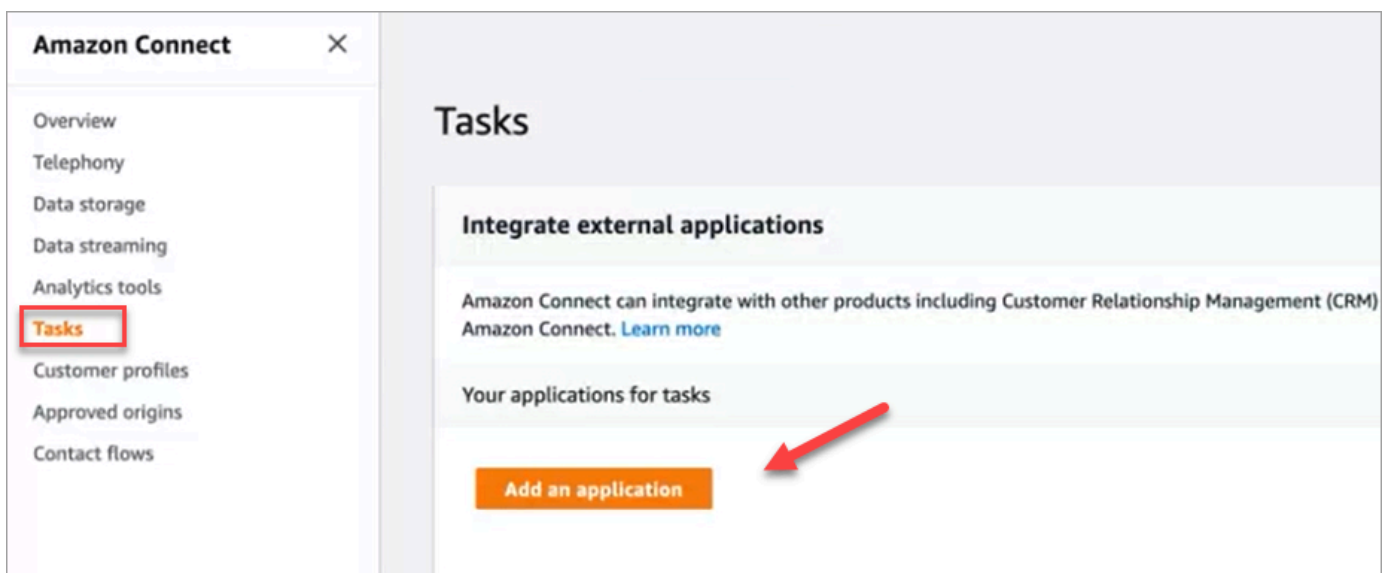 Amazon Connect
Overview
Telephony
Data storage
Data streaming
Analytics tools
Tasks
Customer profiles
Approved origins
Contact flows
Tasks
Integrate external applications
Amazon Connect can integrate with other products including Customer Relationship Management (CRM)
Amazon Connect. Learn more
Your applications for tasks
Add an application